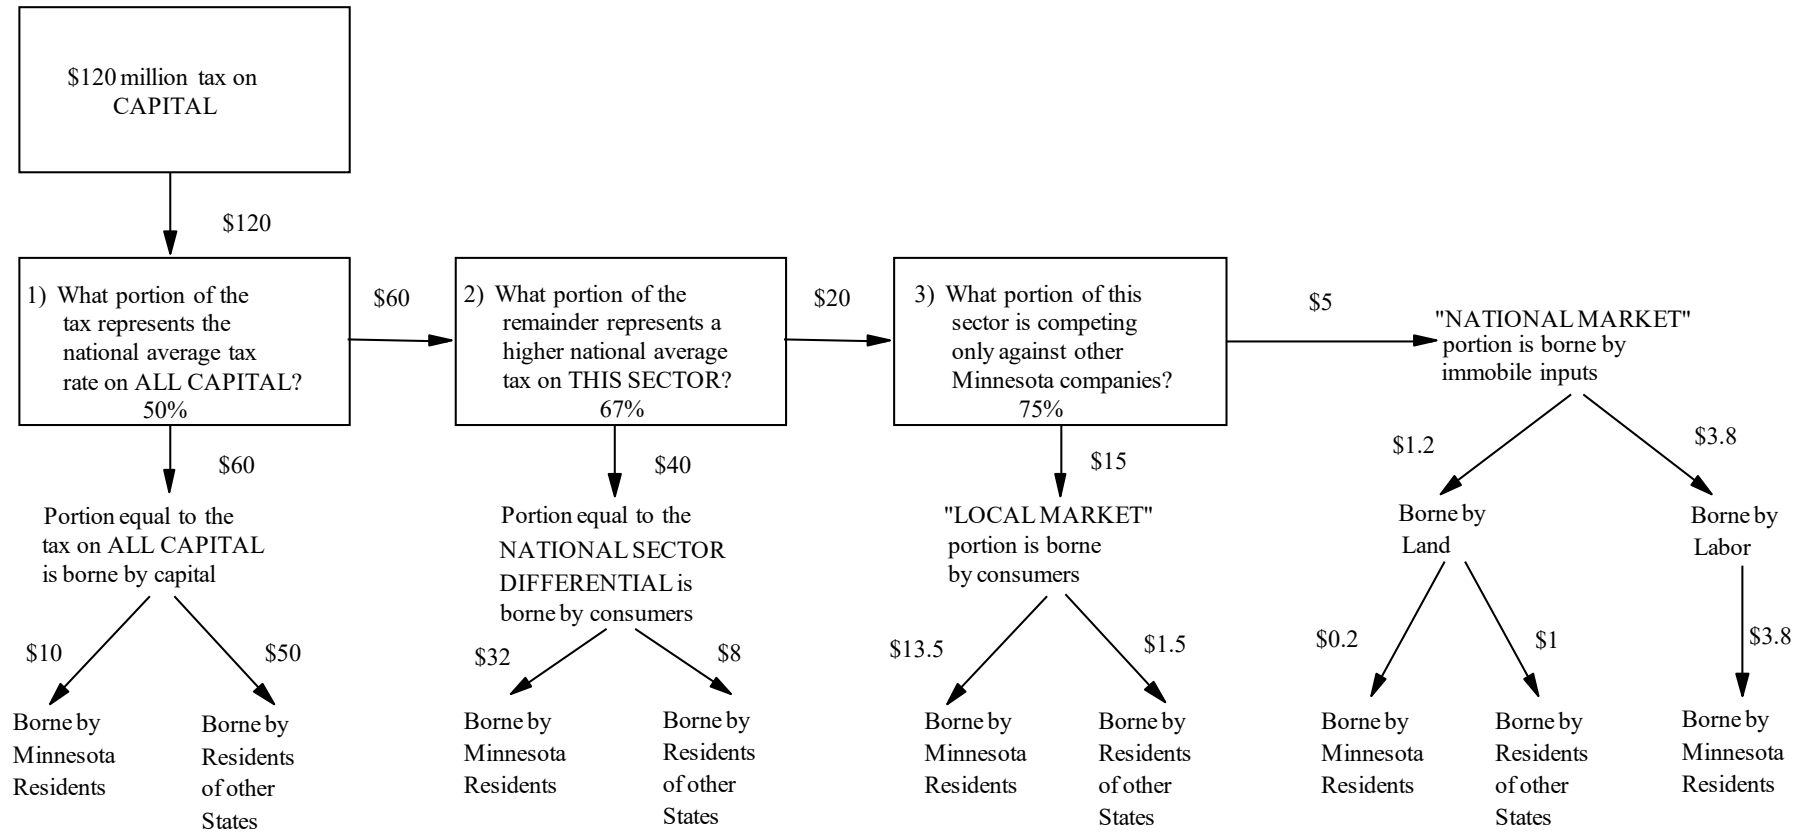 $120 million tax on
CAPITAL
$120
1) What portion of the
tax represents the
national average tax
rate on ALL CAPITAL?
50%
$60
2) What portion of the
remainder represents a
higher national average
tax on THIS SECTOR?
67%
$20
3) What portion of this
sector is competing
only against other
Minnesota companies?
75%
$5
"NATIONAL MARKET"
portion is borne by
immobile inputs
$60
Portion equal to the
tax on ALL CAPITAL
is borne by capital
$40
Portion equal to the
NATIONAL SECTOR
DIFFERENTIAL is
borne by consumers
$15
"LOCAL MARKET"
portion is borne
by consumers
$1.2
Borne by
Land
$3.8
Borne by
Labor
$10
$50
$32
$8
$13.5
$1.5
$0.2
$1
$3.8
Borne by
Minnesota
Residents
Borne by
Residents
of other
States
Borne by
Minnesota
Residents
Borne by
Residents
of other
States
Borne by
Minnesota
Residents
Borne by
Residents
of other
States
Borne by
Minnesota
Residents
Borne by
Residents
of other
States
Borne by
Minnesota
Residents